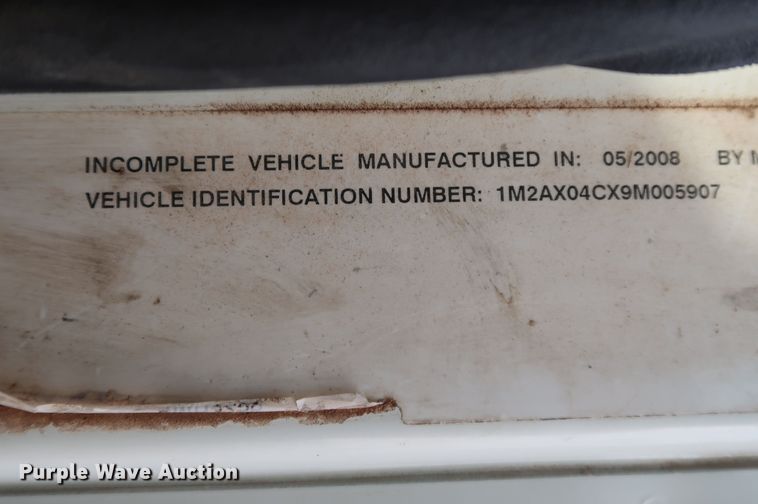 INCOMPLETE VEHICLE MANUFACTURED IN: 05/2008 BY
VEHICLE IDENTIFICATION NUMBER: 1M2AX04CX9M005907
Purple Wave Auction